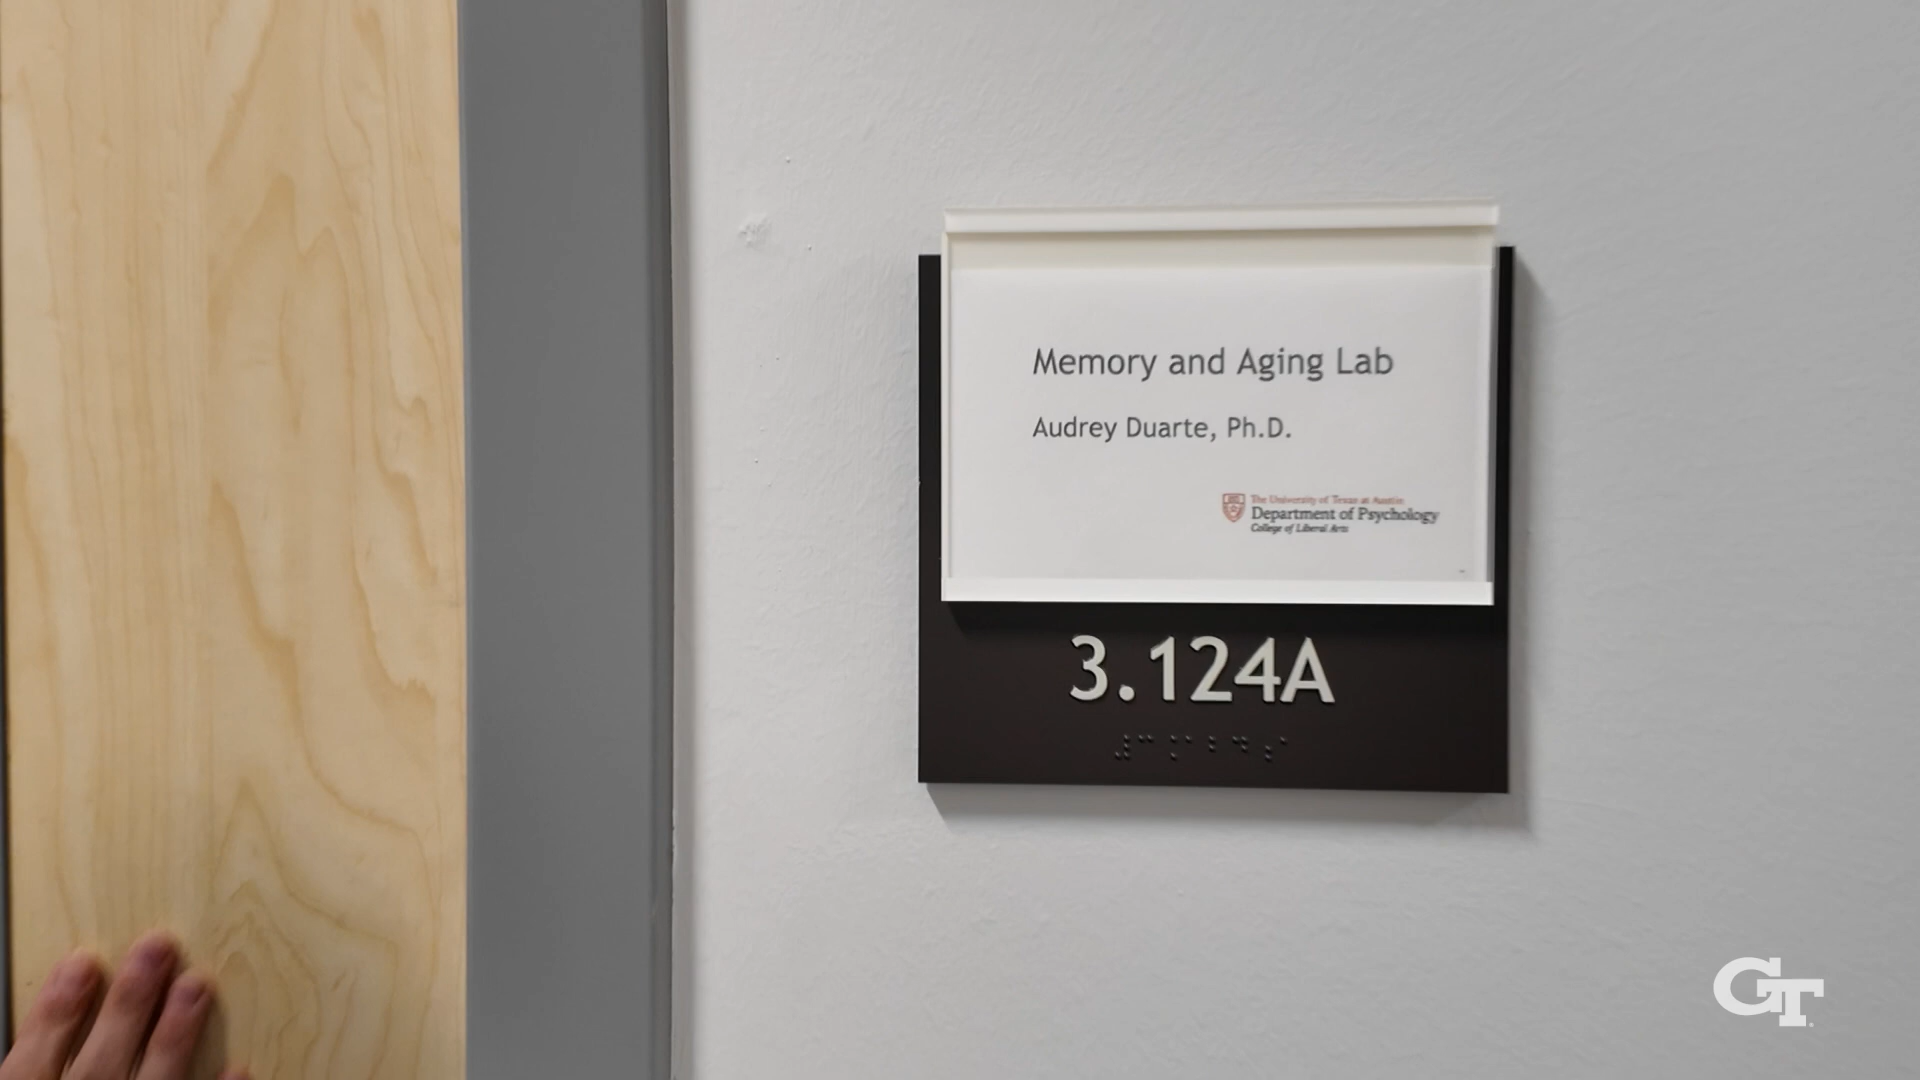 Memory and Aging Lab
Audrey Duarte, Ph.D.
The University of Texas at Austin
Department of Psychology
College of Liberal Arts
3.124A
GT